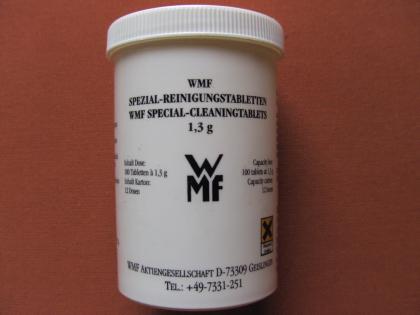 WMF
SPEZIAL-REINIGUNGSTABLETTEN
WMF SPECIAL-CLEANINGTABLETS
1,3 g
Inhalt Dose:
100 Tabletten à 1,3 g
Inhalt Karton:
12 Dosen
Capacity box:
100 tablets at 1,3 g
Capacity carton:
12 dosen
WMF
WMF AKTIENGESELLSCHAFT D-73309 GEISLINGEN
TEL.: +49-7331-251